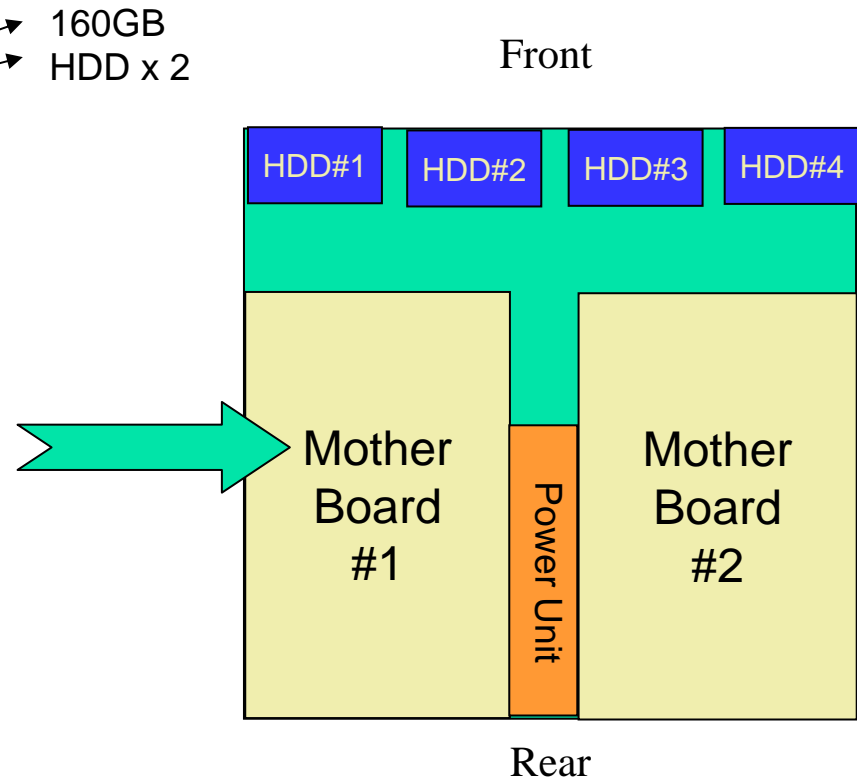 160GB
HDD x 2
Front
HDD#1
HDD#2
HDD#3
HDD#4
Mother
Board
#1
Power Unit
Mother
Board
#2
Rear